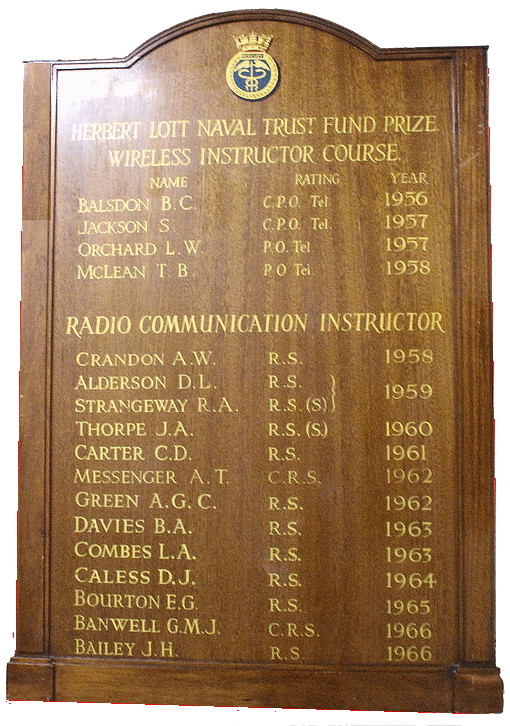 HERBERT LOTT NAVAL TRUST FUND PRIZE
WIRELESS INSTRUCTOR COURSE.
NAME RATING YEAR
BALSDON B.C. C.P.O. Tel. 1956
JACKSON S C.P.O. Tel. 1957
ORCHARD L.W. P.O. Tel. 1957
MCLEAN T B P O Tel. 1958
RADIO COMMUNICATION INSTRUCTOR
CRANDON A.W. R.S. 1958
ALDERSON D.L. R.S.
STRANGEWAY R.A. R.S. (S) 1959
THORPE J.A. R.S. (S.) 1960
CARTER C.D. R.S. 1961
MESSENGER A.T. C.R.S. 1962
GREEN A.G.C. R.S. 1962
DAVIES B.A. R.S. 1963
COMBES L.A. R.S. 1963
CALESS D.J. R.S. 1964
BOURTON E.G. R.S. 1965
BANWELL G.M.J. C.R.S. 1966
BAILEY J.H. R.S. 1966